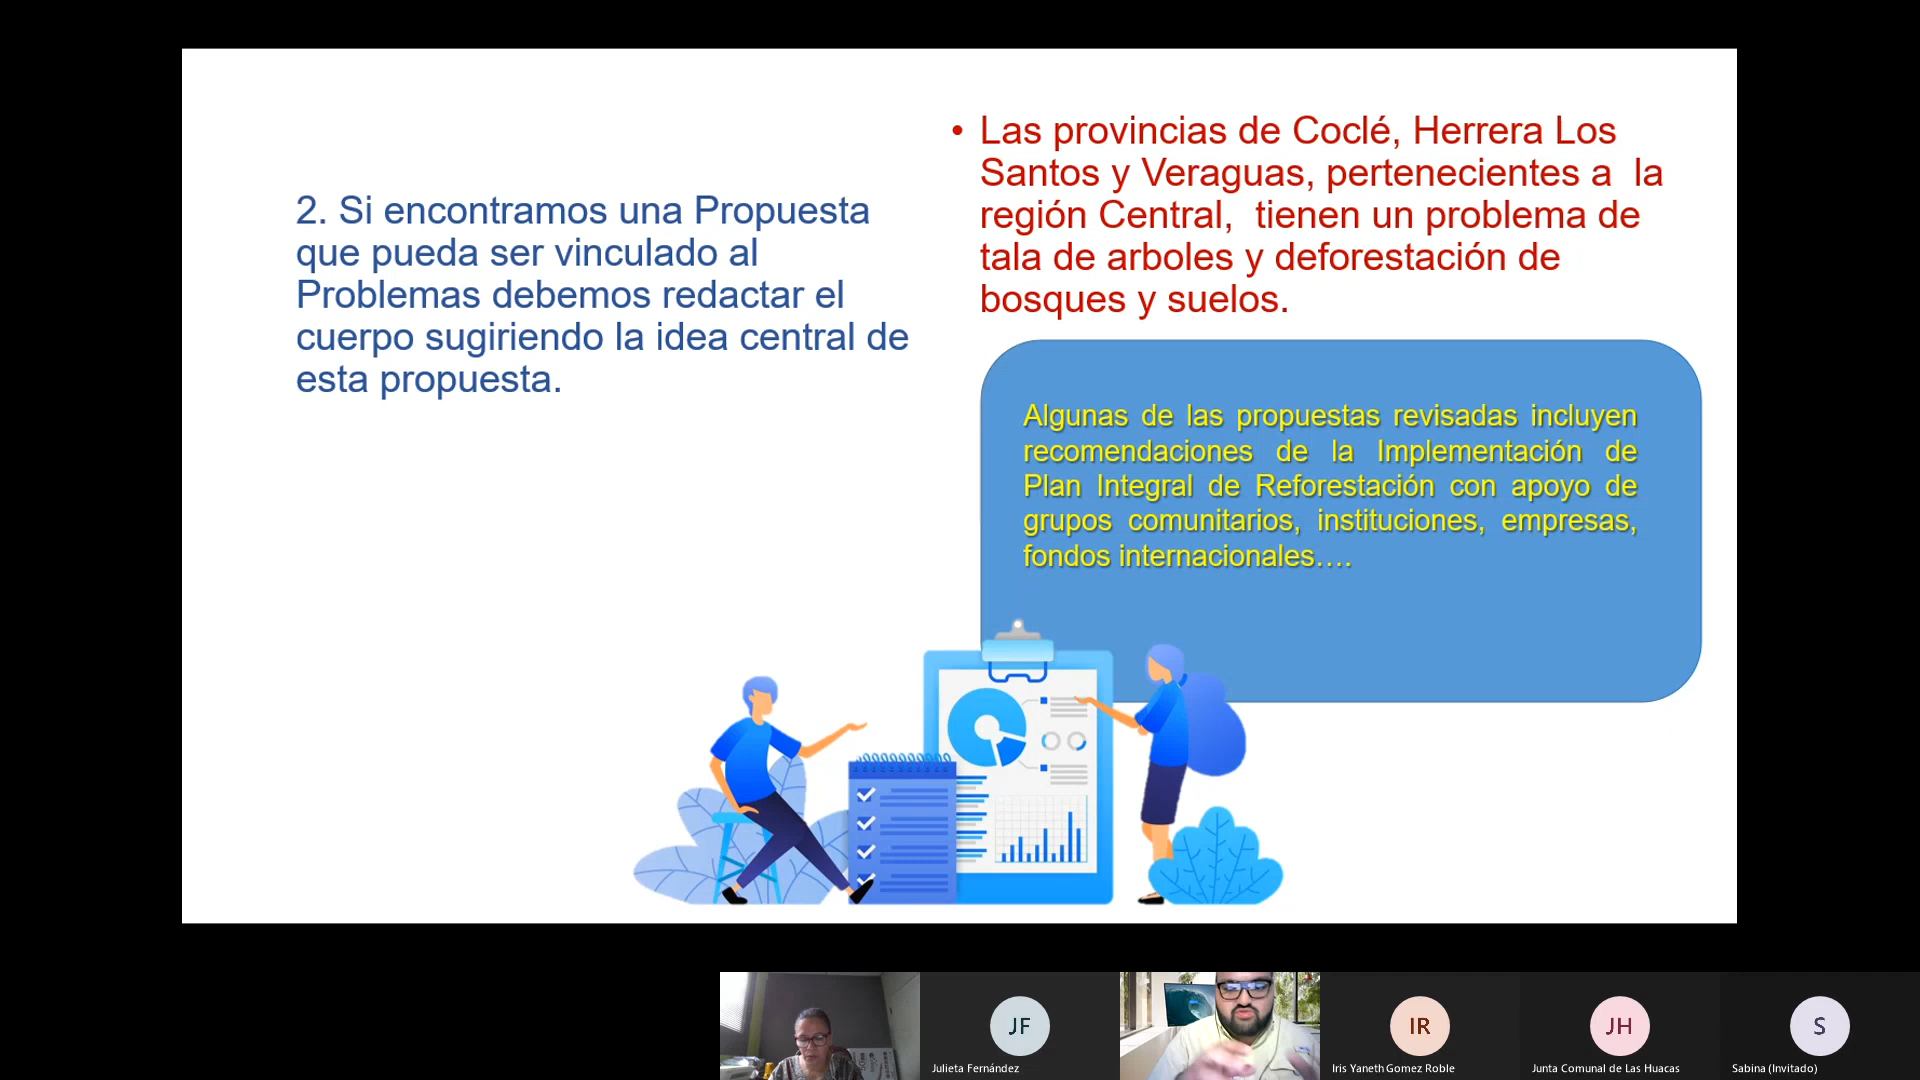 2. Si encontramos una Propuesta
que pueda ser vinculado al
Problemas debemos redactar el
cuerpo sugiriendo la idea central de
esta propuesta.
• Las provincias de Coclé, Herrera Los
Santos y Veraguas, pertenecientes a  la
región Central,  tienen un problema de
tala de arboles y deforestación de
bosques y suelos.
Algunas de las propuestas revisadas incluyen
recomendaciones de la Implementación de
Plan Integral de Reforestación con apoyo de
grupos comunitarios, instituciones, empresas,
fondos internacionales….
JF
IR
JH
S
Julieta Fernández
Iris Yaneth Gomez Roble
Junta Comunal de Las Huacas
Sabina (Invitado)